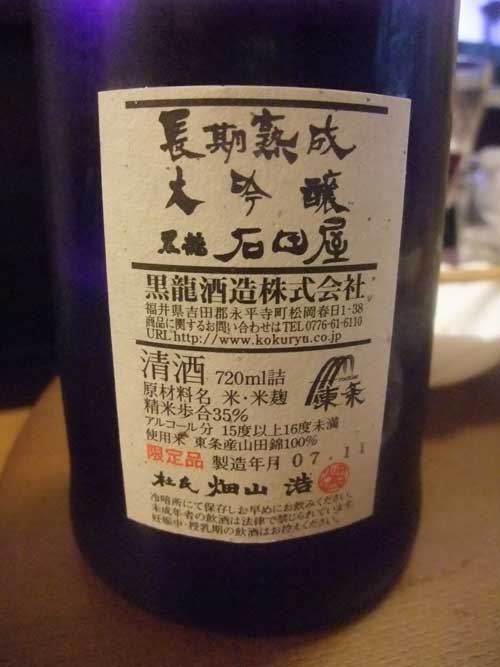 長期熟成
大吟醸
黒龍 石田屋
黒龍酒造株式会社
福井県吉田郡永平寺町松岡春日1-38
商品に関するお問い合わせはTEL 0776-61-6110
URL http://www.kokuryu.co.jp
清酒 720ml詰
原材料名 米・米麹
精米歩合35%
東条
アルコール分 15度以上16度未満
使用米 東条産山田錦100%
限定品 製造年月 07.11
杜氏 畑山 浩
冷暗所にて保存しお早めにお飲みください。
未成年者の飲酒は法律で禁じられています。
妊娠中・授乳期の飲酒はお控えください。